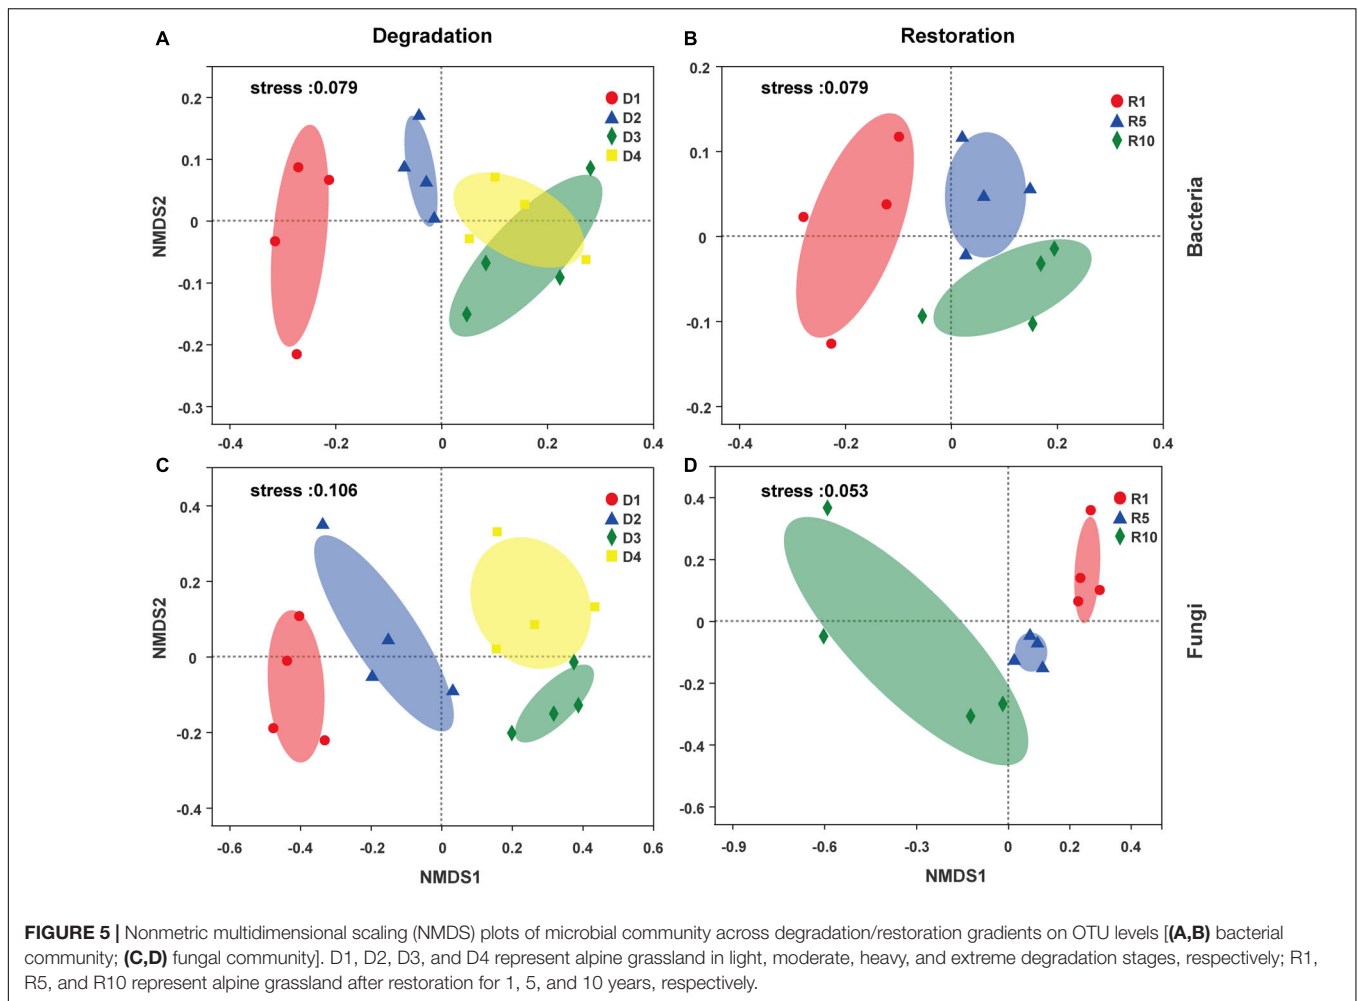 Degradation
Restoration
A
stress :0.079
D1
D2
D3
D4
NMDS2
0.2
0.1
0
-0.1
-0.2
-0.3
-0.4
-0.2
0
0.2
0.4
B
stress :0.079
R1
R5
R10
0.2
0.1
0
-0.1
-0.2
-0.4
-0.2
0
0.2
0.4
Bacteria
C
stress :0.106
D1
D2
D3
D4
NMDS2
0.4
0.2
0
-0.2
-0.4
-0.6
-0.4
-0.2
0
0.2
0.4
0.6
NMDS1
D
stress :0.053
R1
R5
R10
0.4
0.2
0
-0.2
-0.4
-0.6
-0.9
-0.6
-0.3
0
0.2
0.4
NMDS1
Fungi
FIGURE 5 | Nonmetric multidimensional scaling (NMDS) plots of microbial community across degradation/restoration gradients on OTU levels [(A,B) bacterial
community; (C,D) fungal community]. D1, D2, D3, and D4 represent alpine grassland in light, moderate, heavy, and extreme degradation stages, respectively; R1,
R5, and R10 represent alpine grassland after restoration for 1, 5, and 10 years, respectively.